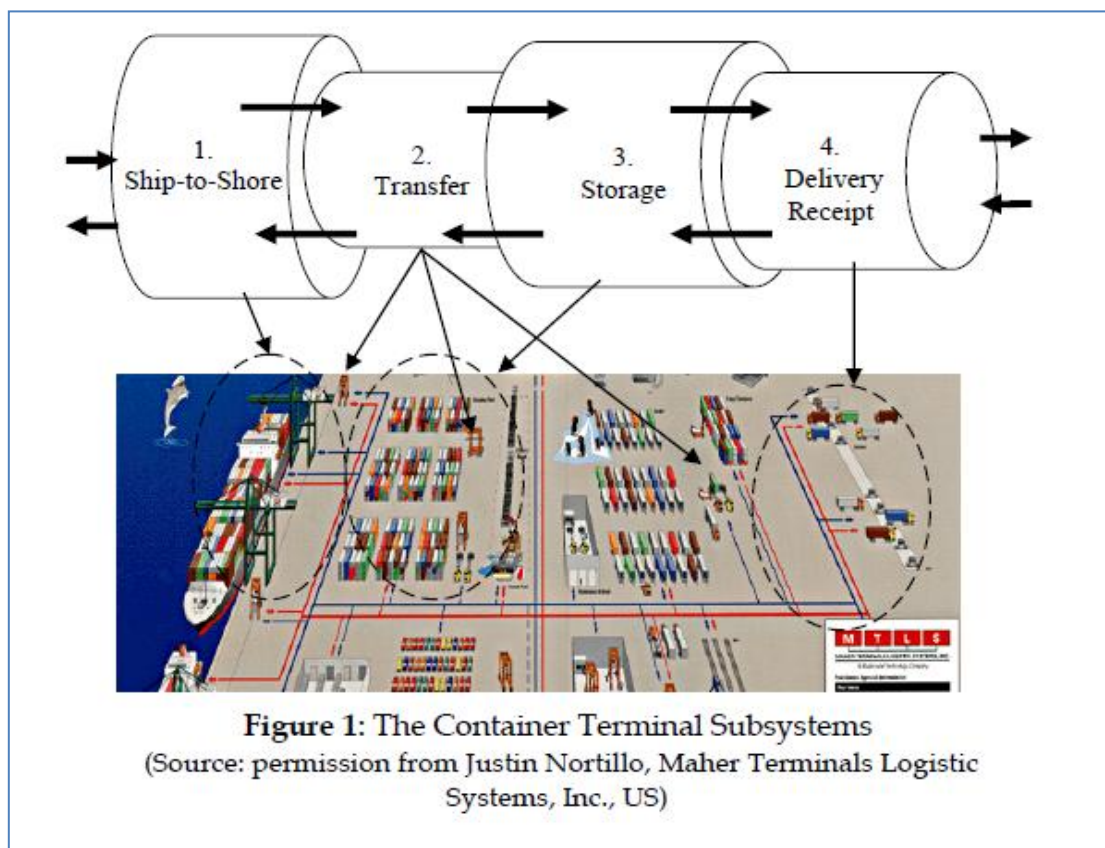 1.
Ship-to-Shore
2.
Transfer
3.
Storage
4.
Delivery
Receipt
M T L S
Figure 1: The Container Terminal Subsystems
(Source: permission from Justin Nortillo, Maher Terminals Logistic
Systems, Inc., US)